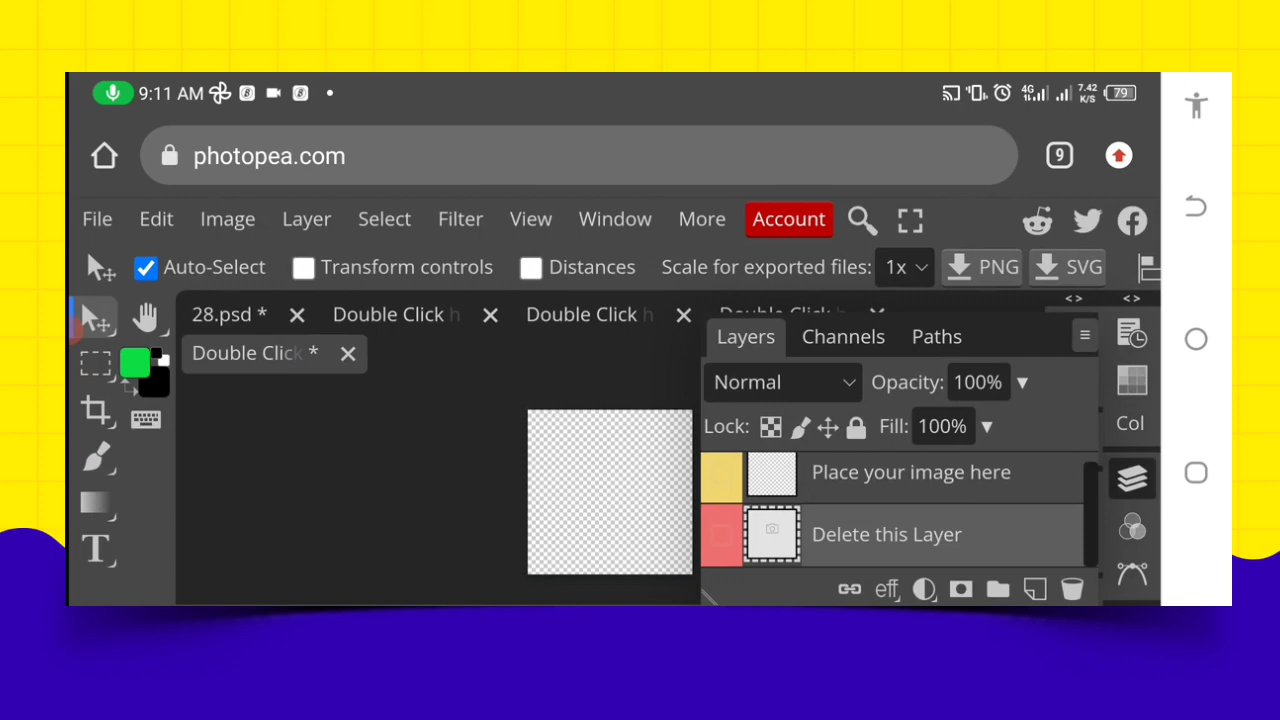 9:11 AM 4G 7.42 K/S 79
photopea.com 9
File Edit Image Layer Select Filter View Window More Account
Auto-Select Transform controls Distances Scale for exported files: 1x PNG SVG
28.psd * Double Click h Double Click h Double Click
Double Click *
Layers Channels Paths
Normal Opacity: 100%
Lock: Fill: 100% Col
Place your image here
Delete this Layer
T eff